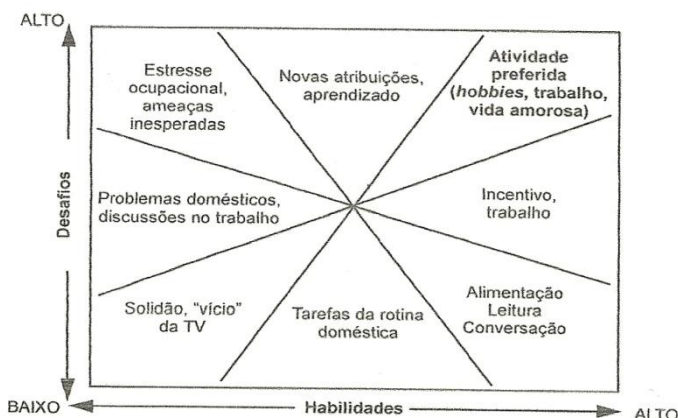 ALTO
Estresse
ocupacional,
ameaças
inesperadas
Novas atribuições,
aprendizado
Atividade
preferida
(hobbies, trabalho,
vida amorosa)
Desafios
Problemas domésticos,
discussões no trabalho
Incentivo,
trabalho
Solidão, "vício"
da TV
Tarefas da rotina
doméstica
Alimentação
Leitura
Conversação
BAIXO
Habilidades
ALTO